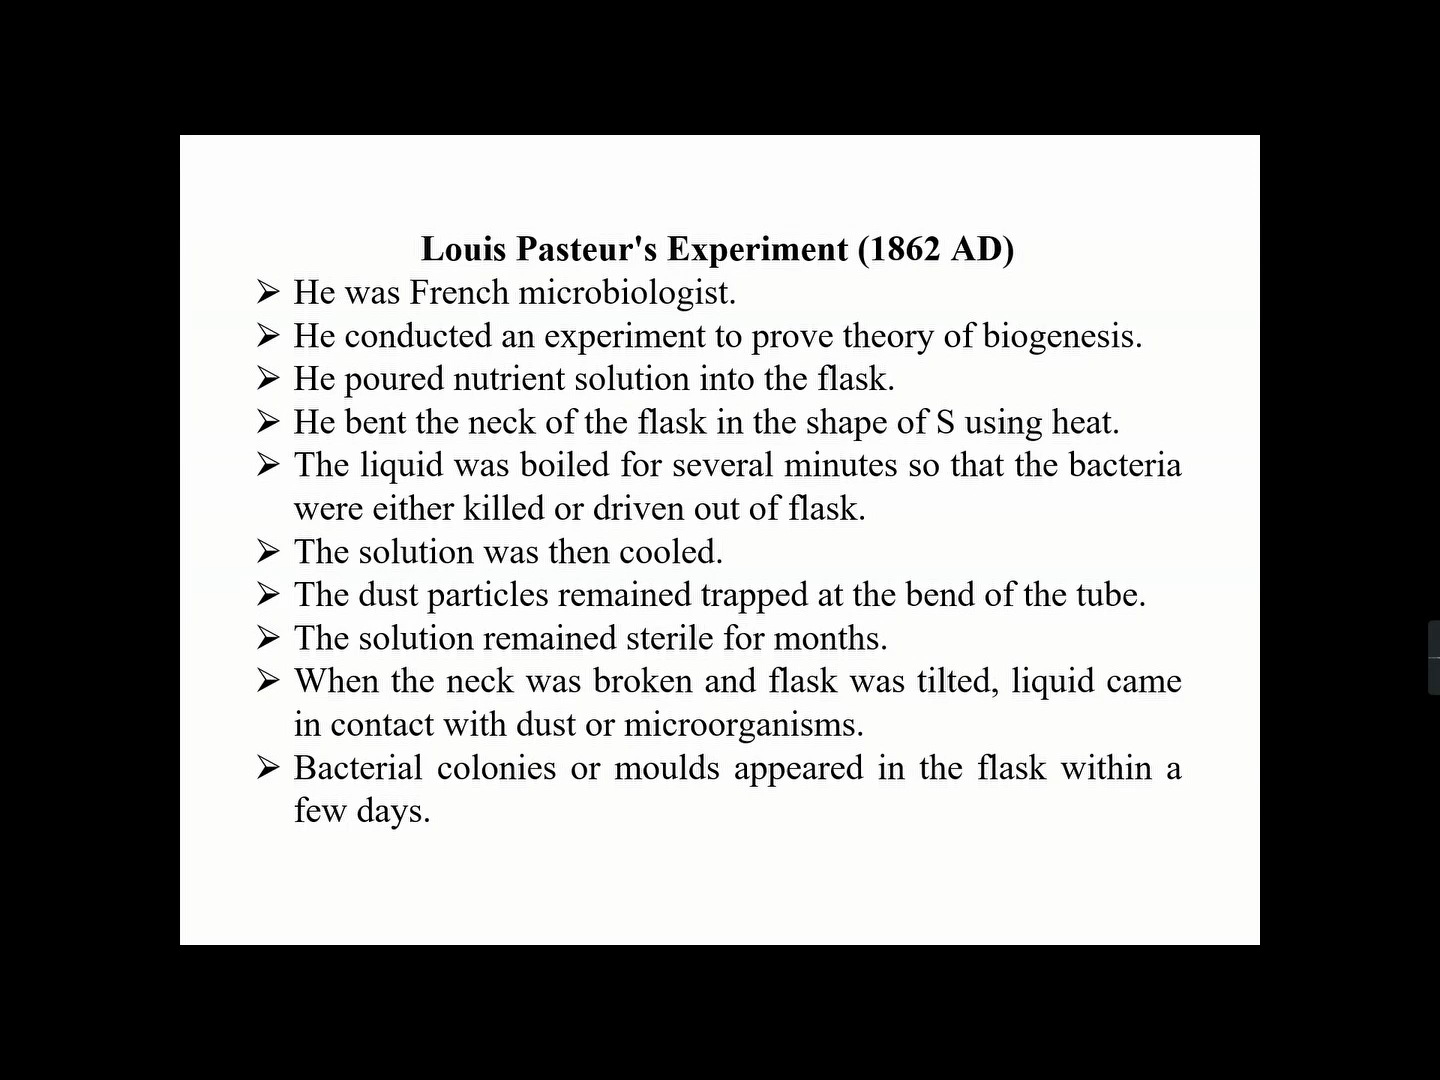 Louis Pasteur's Experiment (1862 AD)
➢ He was French microbiologist.
➢ He conducted an experiment to prove theory of biogenesis.
➢ He poured nutrient solution into the flask.
➢ He bent the neck of the flask in the shape of S using heat.
➢ The liquid was boiled for several minutes so that the bacteria
were either killed or driven out of flask.
➢ The solution was then cooled.
➢ The dust particles remained trapped at the bend of the tube.
➢ The solution remained sterile for months.
➢ When the neck was broken and flask was tilted, liquid came
in contact with dust or microorganisms.
➢ Bacterial colonies or moulds appeared in the flask within a
few days.